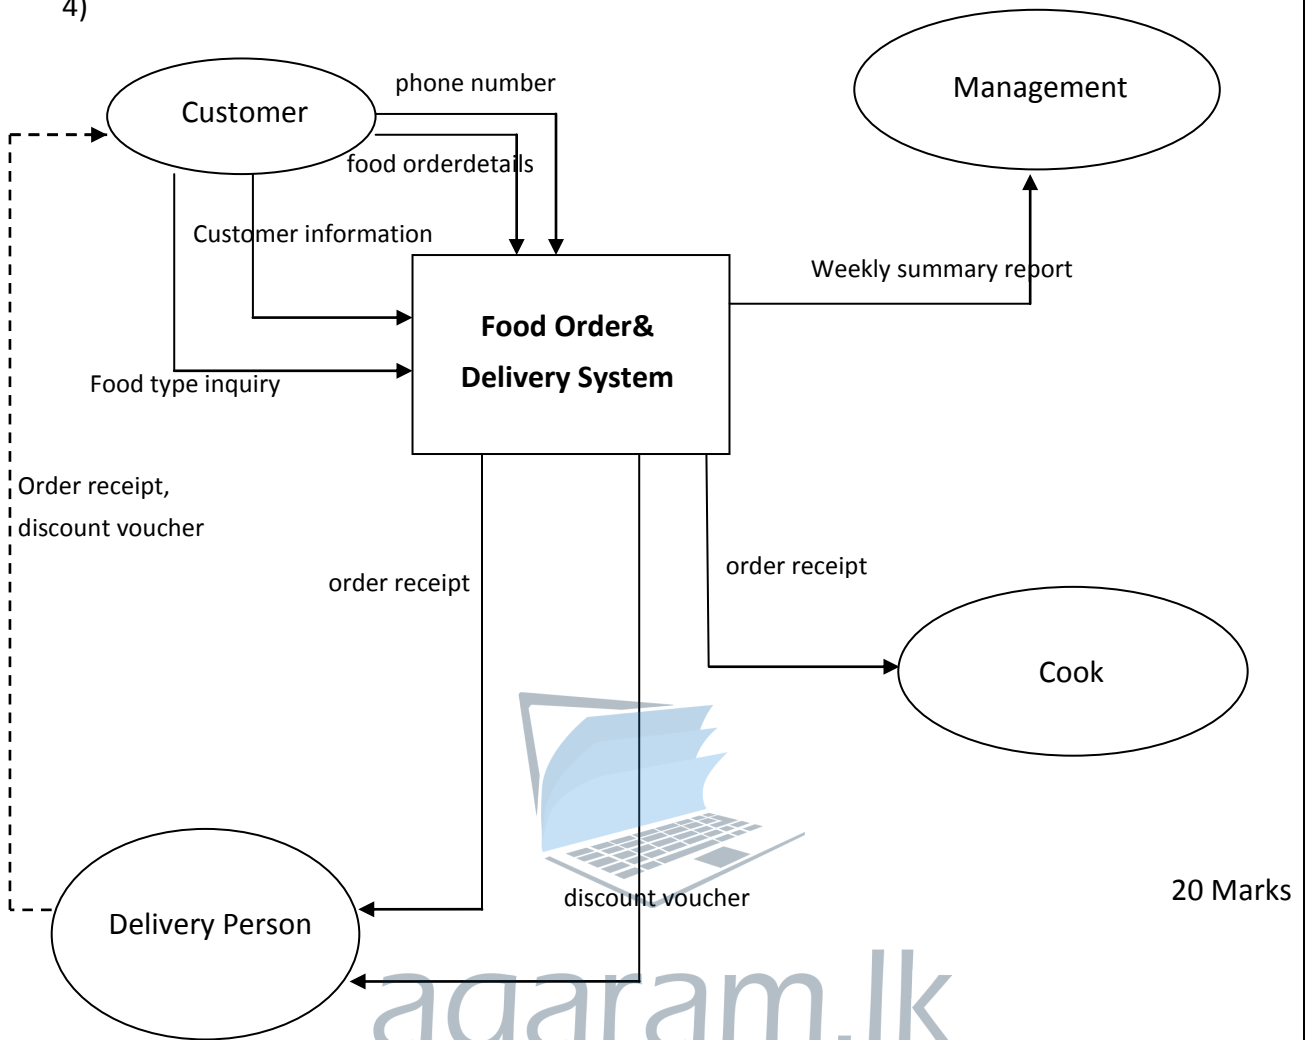 4)
phone number
Management
Customer
food orderdetails
Customer information
Weekly summary report
Food Order&
Delivery System
Food type inquiry
Order receipt,
discount voucher
order receipt
order receipt
Cook
20 Marks
discount voucher
Delivery Person
agaram.lk